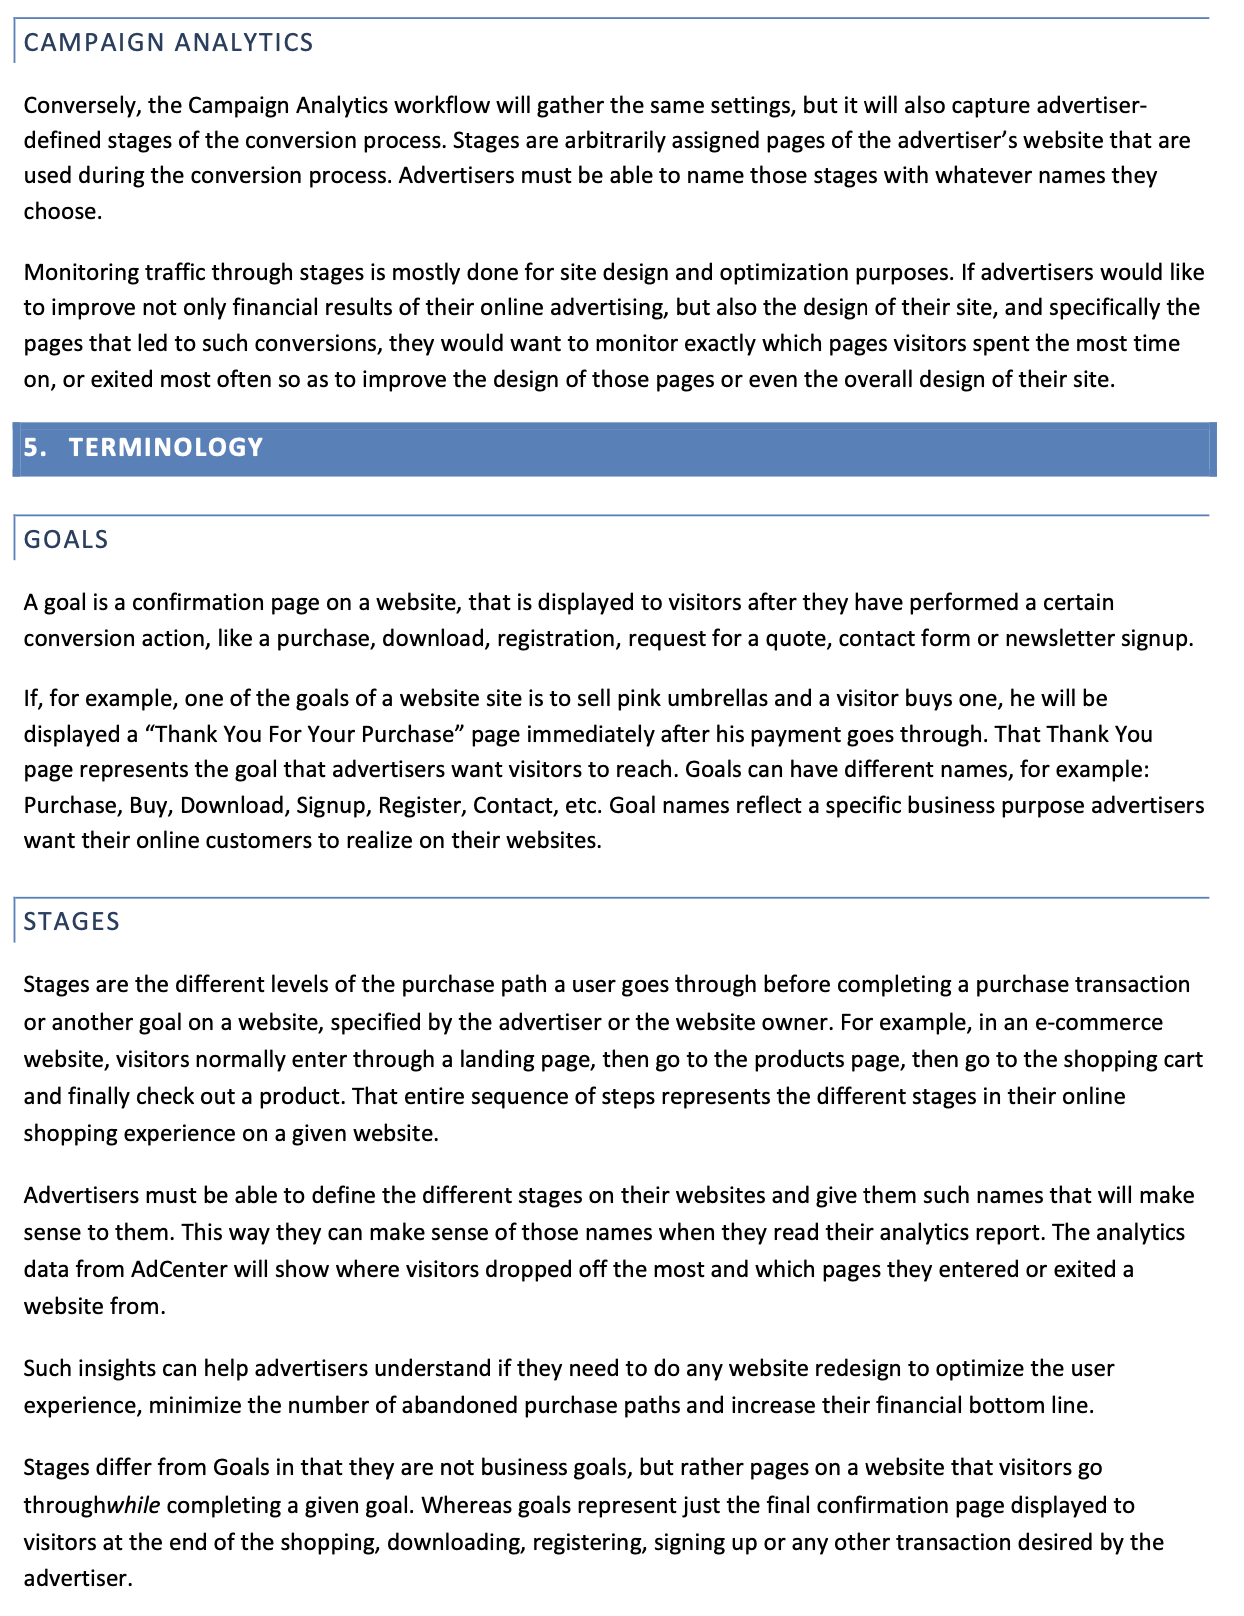 CAMPAIGN ANALYTICS
Conversely, the Campaign Analytics workflow will gather the same settings, but it will also capture advertiser-
defined stages of the conversion process. Stages are arbitrarily assigned pages of the advertiser’s website that are
used during the conversion process. Advertisers must be able to name those stages with whatever names they
choose.
Monitoring traffic through stages is mostly done for site design and optimization purposes. If advertisers would like
to improve not only financial results of their online advertising, but also the design of their site, and specifically the
pages that led to such conversions, they would want to monitor exactly which pages visitors spent the most time
on, or exited most often so as to improve the design of those pages or even the overall design of their site.
5. TERMINOLOGY
GOALS
A goal is a confirmation page on a website, that is displayed to visitors after they have performed a certain
conversion action, like a purchase, download, registration, request for a quote, contact form or newsletter signup.
If, for example, one of the goals of a website site is to sell pink umbrellas and a visitor buys one, he will be
displayed a “Thank You For Your Purchase” page immediately after his payment goes through. That Thank You
page represents the goal that advertisers want visitors to reach. Goals can have different names, for example:
Purchase, Buy, Download, Signup, Register, Contact, etc. Goal names reflect a specific business purpose advertisers
want their online customers to realize on their websites.
STAGES
Stages are the different levels of the purchase path a user goes through before completing a purchase transaction
or another goal on a website, specified by the advertiser or the website owner. For example, in an e-commerce
website, visitors normally enter through a landing page, then go to the products page, then go to the shopping cart
and finally check out a product. That entire sequence of steps represents the different stages in their online
shopping experience on a given website.
Advertisers must be able to define the different stages on their websites and give them such names that will make
sense to them. This way they can make sense of those names when they read their analytics report. The analytics
data from AdCenter will show where visitors dropped off the most and which pages they entered or exited a
website from.
Such insights can help advertisers understand if they need to do any website redesign to optimize the user
experience, minimize the number of abandoned purchase paths and increase their financial bottom line.
Stages differ from Goals in that they are not business goals, but rather pages on a website that visitors go
throughwhile completing a given goal. Whereas goals represent just the final confirmation page displayed to
visitors at the end of the shopping, downloading, registering, signing up or any other transaction desired by the
advertiser.